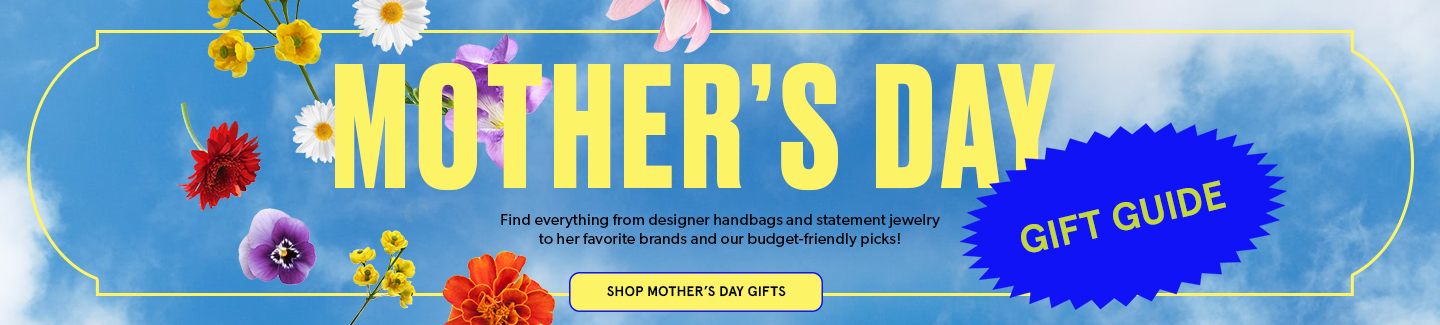 MOTHER’S DAY
GIFT GUIDE
Find everything from designer handbags and statement jewelry
to her favorite brands and our budget-friendly picks!
SHOP MOTHER’S DAY GIFTS